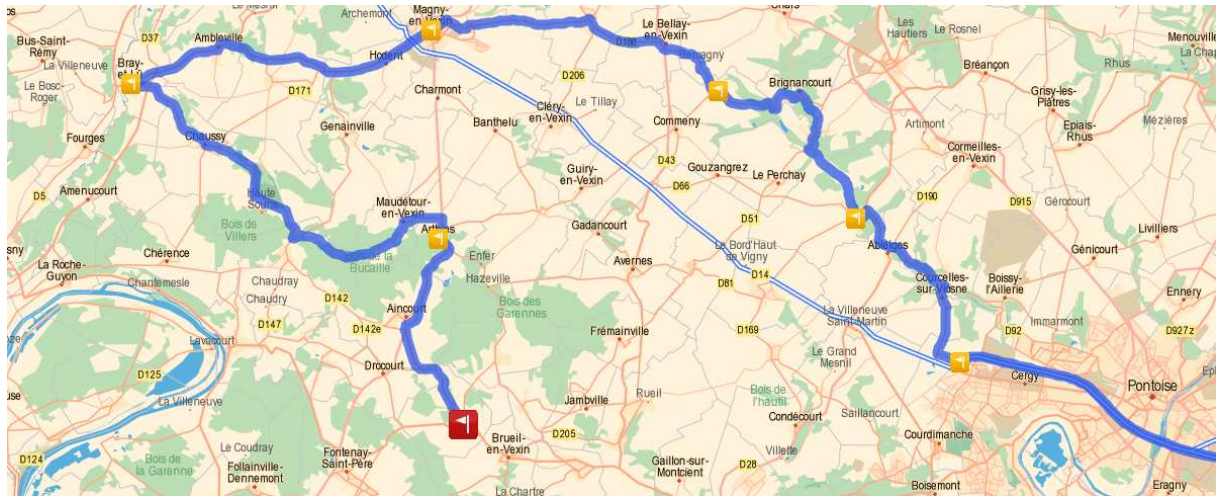 le Mesnil
Archemont
Magny-
en-Vexin
Le Bellay-
en-Vexin
Chars
Les
Hautiers
Le Rosnel
Menouville
D37
Ambleville
Bus-Saint-
Rémy
La Villeneuve
Bray-
Hodent
Bercagny
Bréançon
Rhus
Le Bosc-
Roger
D171
Charmont
D206
Le Tillay
Brignancourt
Grisy-les-
Plâtres
Cléry-
en-Vexin
Banthelu
Genainville
Commeny
Artimont
Epiais-
Rhus
Mézières
Fourges
Chaussy
D43
Cormeilles-
en-Vexin
Guiry-
en-Vexin
Gouzangrez
D66
Le Perchay
Amenucourt
D5
Haute
Maudétour-
en-Vexin
D190
D915
Gérocourt
Bois de
Villers
Arthies
Gadancourt
D51
Livilliers
Chérence
Bucaille
Enfer
Le Bord'Haut
de Vigny
Ableiges
Génicourt
La Roche-
Guyon
Chantemesle
Chaudray
Hazeville
Avernes
D14
Courcelles-
sur-Viosne
Boissy-
l'Aillerie
Ennery
D81
Chaudry
D142
Aincourt
Bois des
Garennes
La Villeneuve
Saint-Martin
Immarmont
D147
D142e
Frémainville
D169
D92
D927z
Lavacourt
Drocourt
Le Grand
Mesnil
Cergy
D125
Pontoise
Bois de
l'hautil
La Villeneuve
Jambville
Rueil
Condécourt
Saillancourt
Le Coudray
Fontenay-
Saint-Père
Brueil-
en-Vexin
D205
Courdimanche
D124
Bois de
la Garenne
Follainville-
Dennemont
Gaillon-sur-
Montcient
D28
Villette
La Chartre
Boisemont
Eragny